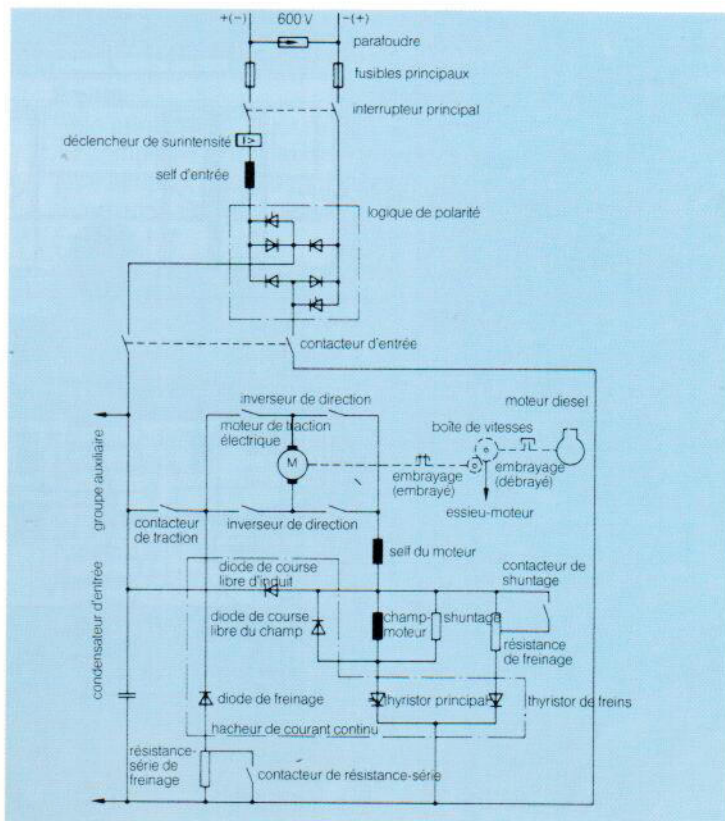 +(−) 600 V −(+)
parafoudre
fusibles principaux
interrupteur principal
déclencheur de surintensité
I>
self d'entrée
logique de polarité
contacteur d'entrée
inverseur de direction
moteur de traction
électrique
M
moteur diesel
boîte de vitesses
embrayage
(embrayé)
embrayage
(débrayé)
essieu-moteur
groupe auxiliaire
contacteur
de traction
inverseur de direction
self du moteur
contacteur de
shuntage
diode de course
libre d'induit
diode de course
libre du champ
champ-
moteur
shuntage
résistance
de freinage
condensateur d'entrée
diode de freinage
thyristor principal
thyristor de freins
hacheur de courant continu
résistance-
série de
freinage
contacteur de résistance-série